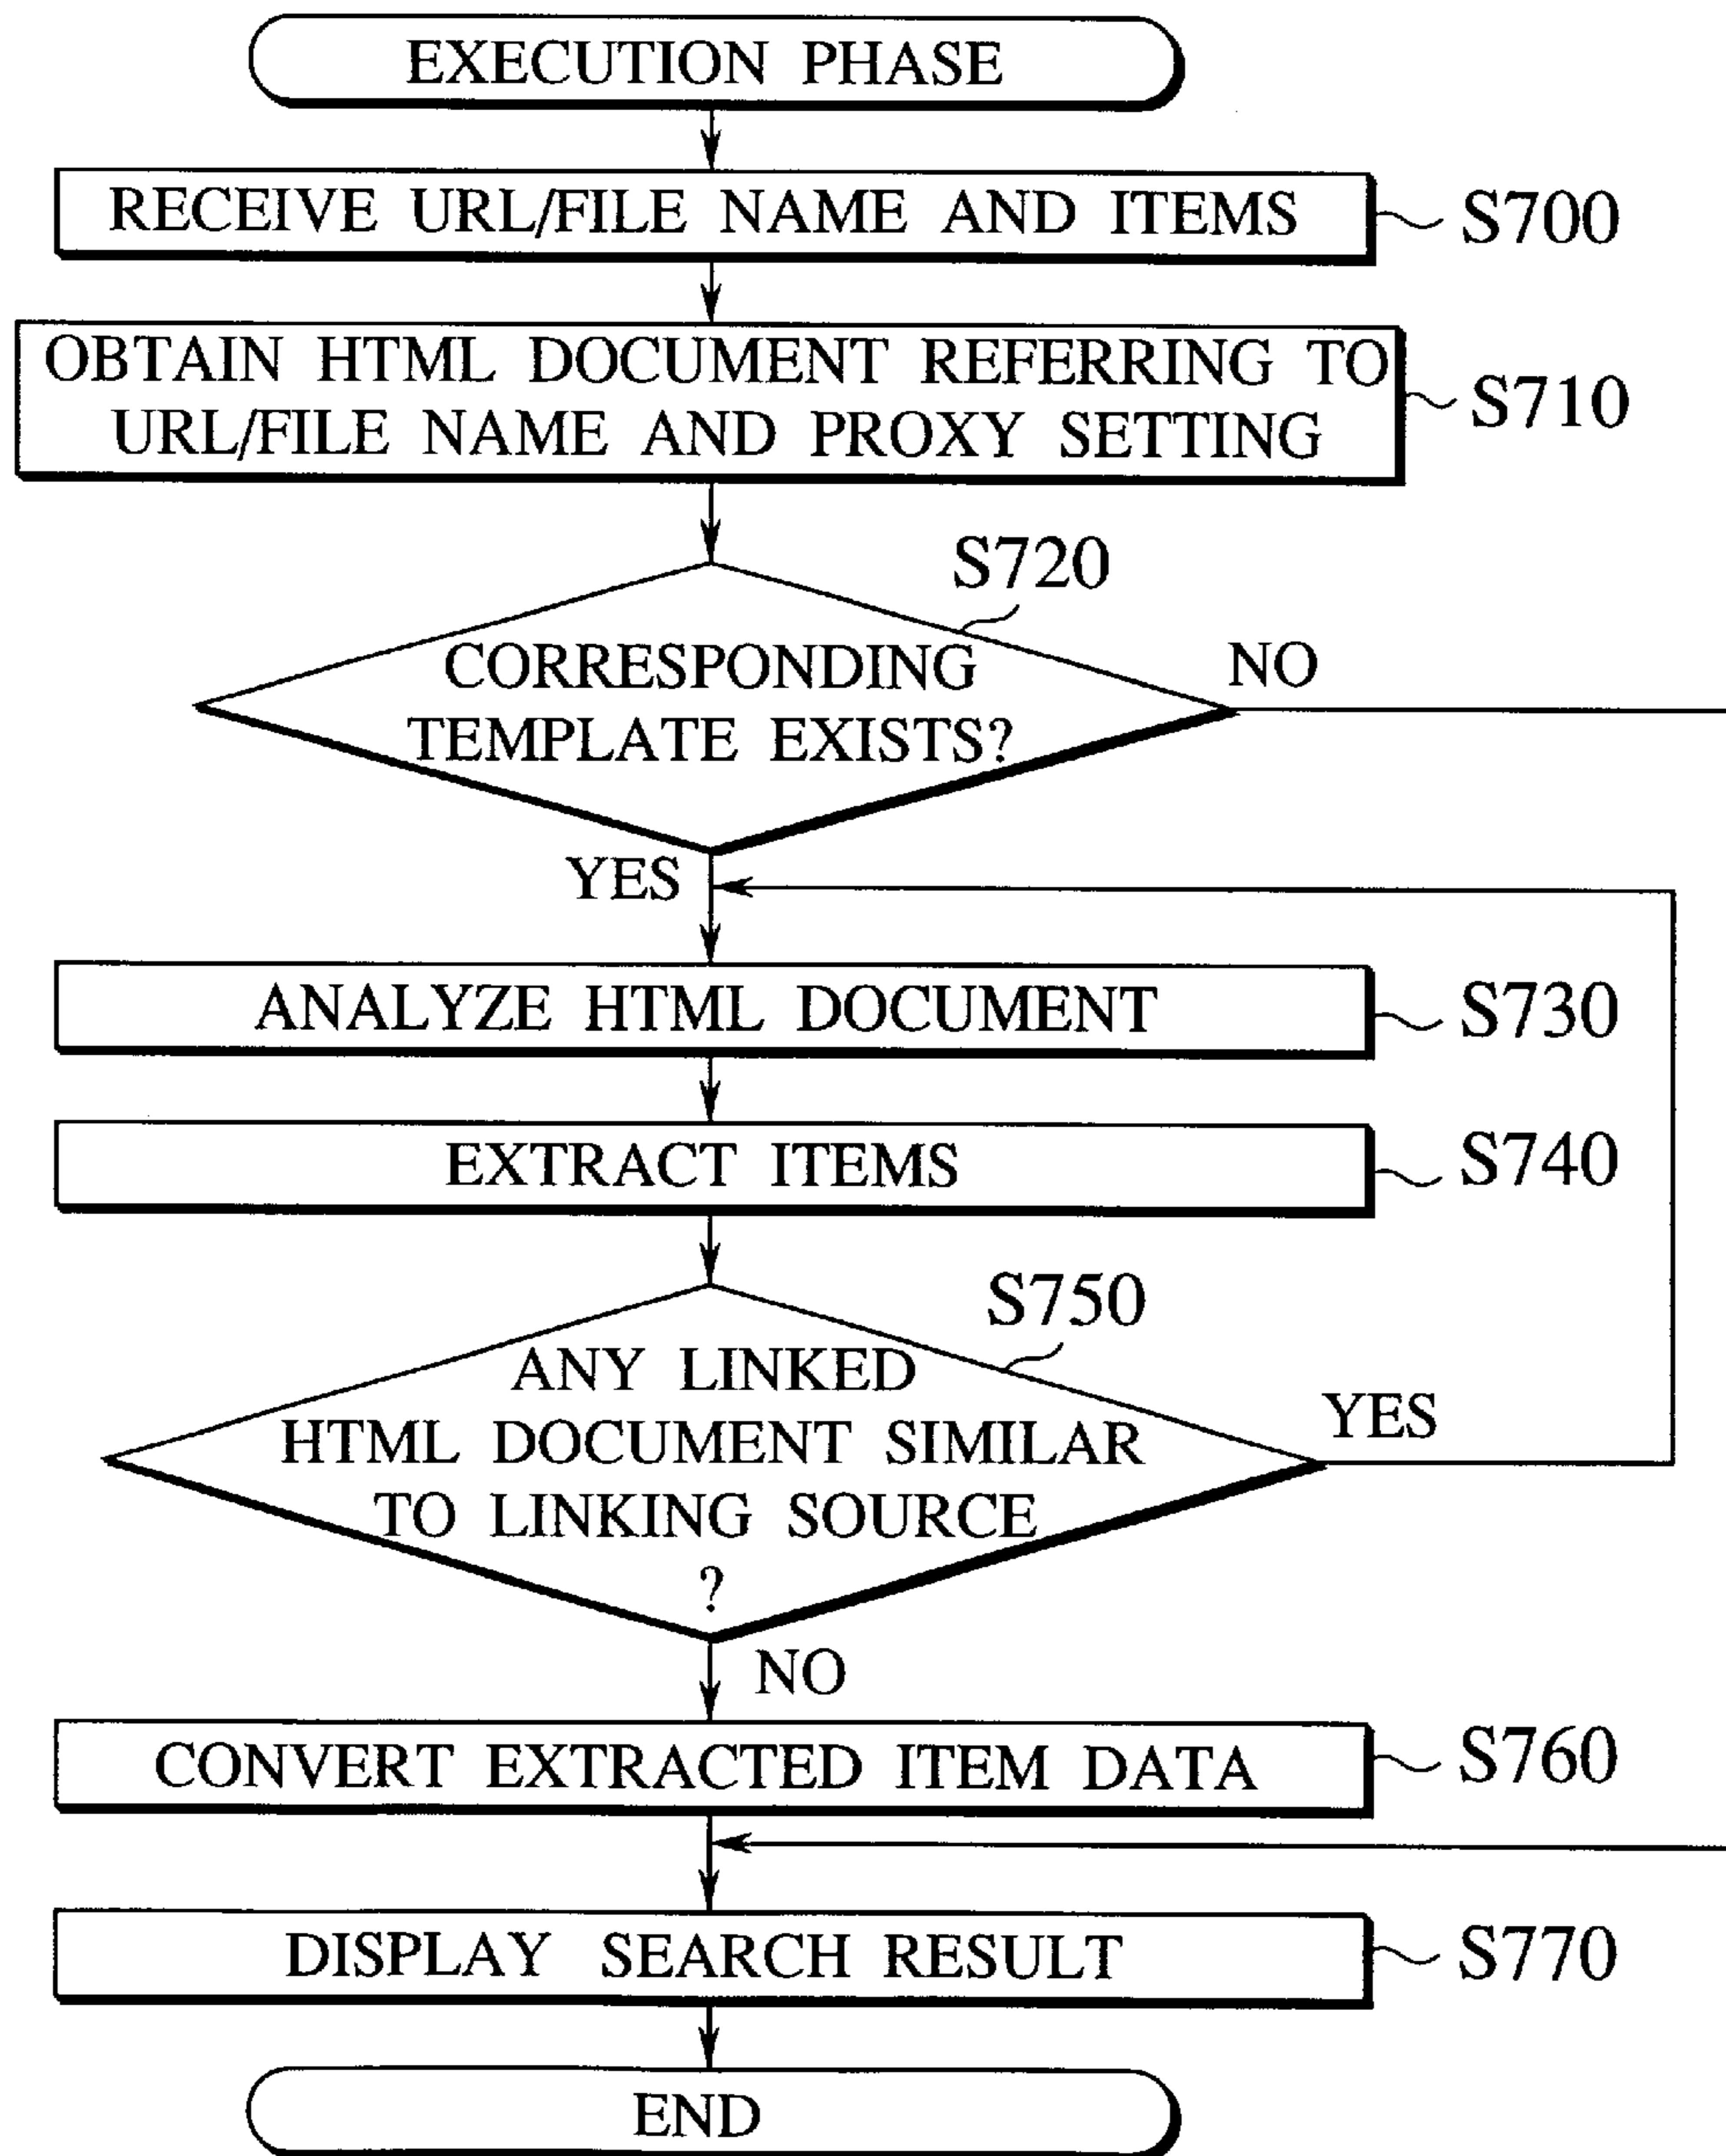 EXECUTION PHASE
RECEIVE URL/FILE NAME AND ITEMS
S700
OBTAIN HTML DOCUMENT REFERRING TO
URL/FILE NAME AND PROXY SETTING
S710
S720
CORRESPONDING
TEMPLATE EXISTS?
NO
YES
ANALYZE HTML DOCUMENT
S730
EXTRACT ITEMS
S740
S750
ANY LINKED
HTML DOCUMENT SIMILAR
TO LINKING SOURCE
?
YES
NO
CONVERT EXTRACTED ITEM DATA
S760
DISPLAY SEARCH RESULT
S770
END